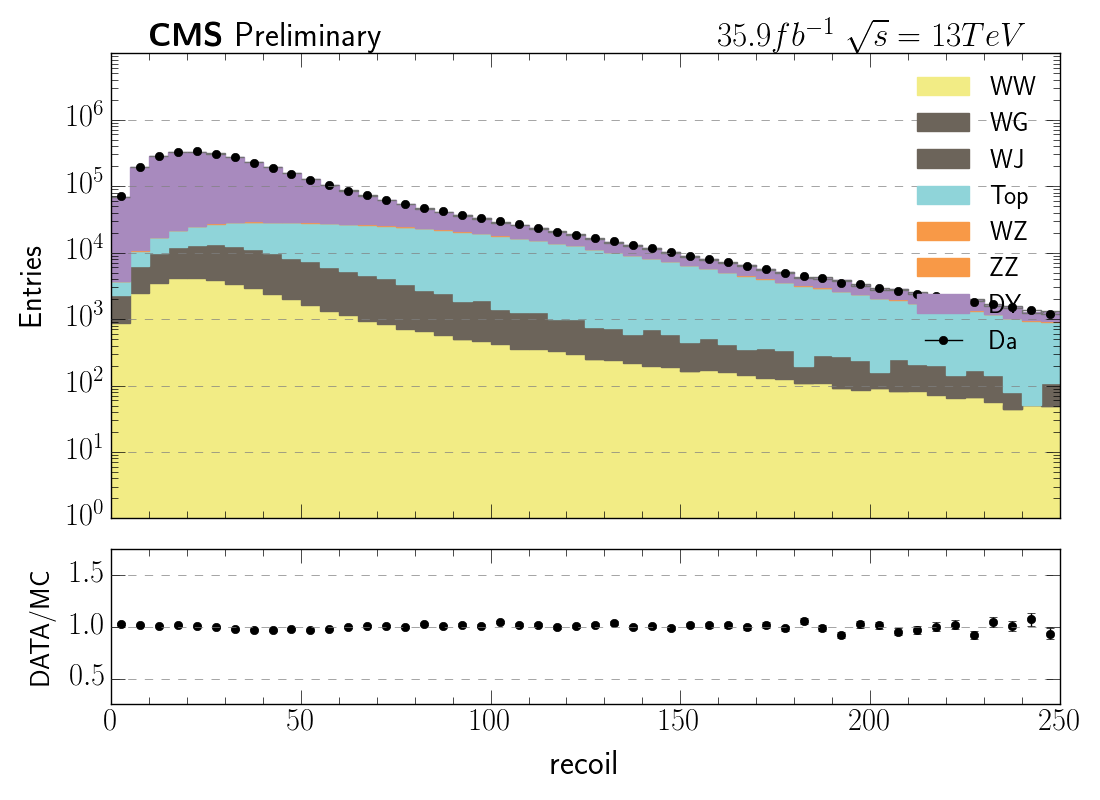 CMS Preliminary 35.9fb⁻¹ √s = 13TeV
WW
WG
WJ
Top
WZ
ZZ
DY
Da
Entries
10⁶
10⁵
10⁴
10³
10²
10¹
10⁰
DATA/MC
1.5
1.0
0.5
0 50 100 150 200 250
recoil